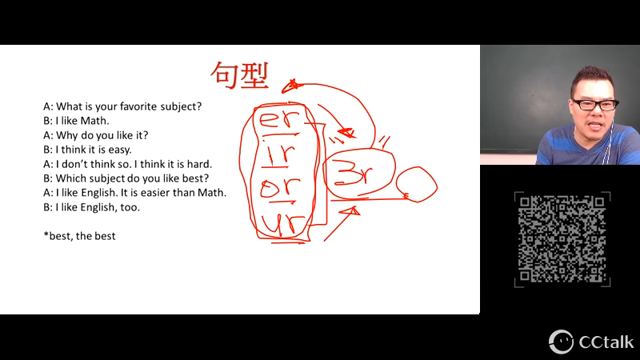 句型
A: What is your favorite subject?
B: I like Math.
A: Why do you like it?
B: I think it is easy.
A: I don't think so. I think it is hard.
B: Which subject do you like best?
A: I like English. It is easier than Math.
B: I like English, too.
*best, the best
er
ir
or
ur
3r
CCtalk